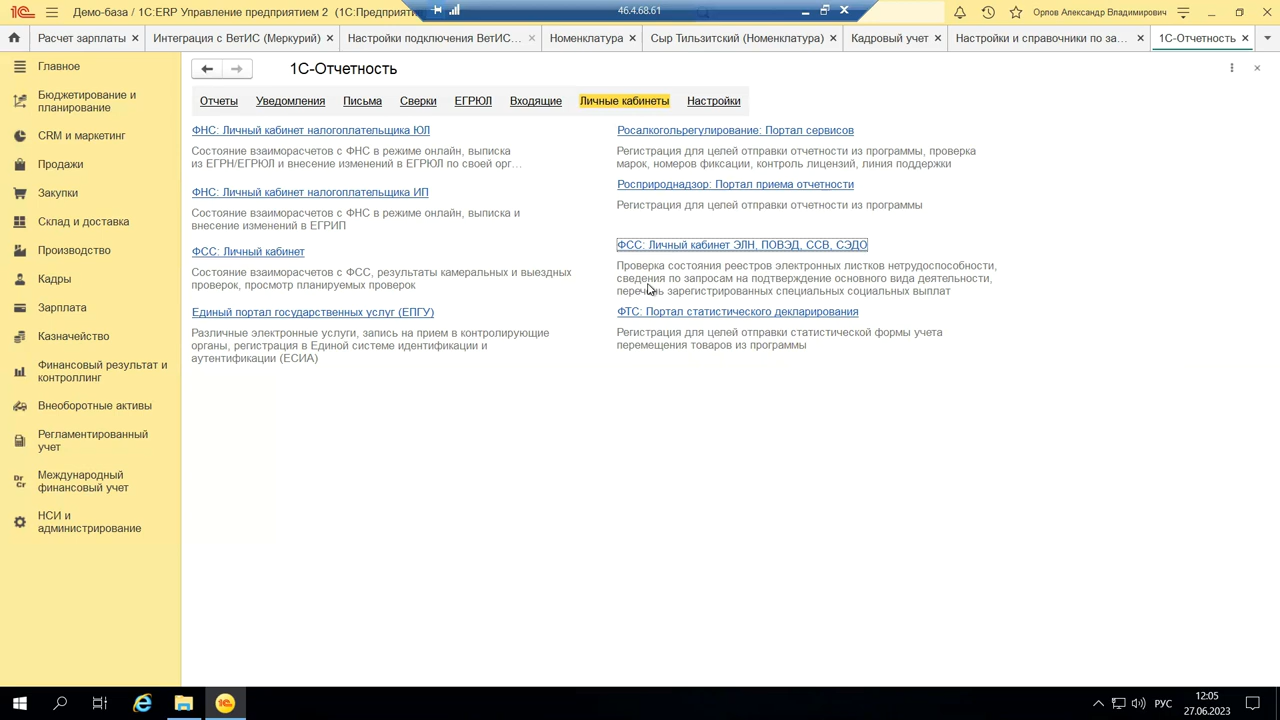 Демо-база / 1С:ERP Управление предприятием 2 (1С:Предприяти
46.4.68.61
Орлов Александр Владимирович
Расчет зарплаты
Интеграция с ВетИС (Меркурий)
Настройки подключения ВетИС...
Номенклатура
Сыр Тильзитский (Номенклатура)
Кадровый учет
Настройки и справочники по за...
1С-Отчетность
Главное
Бюджетирование и
планирование
CRM и маркетинг
Продажи
Закупки
Склад и доставка
Производство
Кадры
Зарплата
Казначейство
Финансовый результат и
контроллинг
Внеоборотные активы
Регламентированный
учет
Международный
финансовый учет
НСИ и
администрирование
1С-Отчетность
Отчеты
Уведомления
Письма
Сверки
ЕГРЮЛ
Входящие
Личные кабинеты
Настройки
ФНС: Личный кабинет налогоплательщика ЮЛ
Состояние взаиморасчетов с ФНС в режиме онлайн, выписка
из ЕГРН/ЕГРЮЛ и внесение изменений в ЕГРЮЛ по своей орг...
ФНС: Личный кабинет налогоплательщика ИП
Состояние взаиморасчетов с ФНС в режиме онлайн, выписка и
внесение изменений в ЕГРИП
ФСС: Личный кабинет
Состояние взаиморасчетов с ФСС, результаты камеральных и выездных
проверок, просмотр планируемых проверок
Единый портал государственных услуг (ЕПГУ)
Различные электронные услуги, запись на прием в контролирующие
органы, регистрация в Единой системе идентификации и
аутентификации (ЕСИА)
Росалкогольрегулирование: Портал сервисов
Регистрация для целей отправки отчетности из программы, проверка
марок, номеров фиксации, контроль лицензий, линия поддержки
Росприроднадзор: Портал приема отчетности
Регистрация для целей отправки отчетности из программы
ФСС: Личный кабинет ЭЛН, ПОВЭД, ССВ, СЭДО
Проверка состояния реестров электронных листков нетрудоспособности,
сведения по запросам на подтверждение основного вида деятельности,
перечень зарегистрированных специальных социальных выплат
ФТС: Портал статистического декларирования
Регистрация для целей отправки статистической формы учета
перемещения товаров из программы
РУС
12:05
27.06.2023